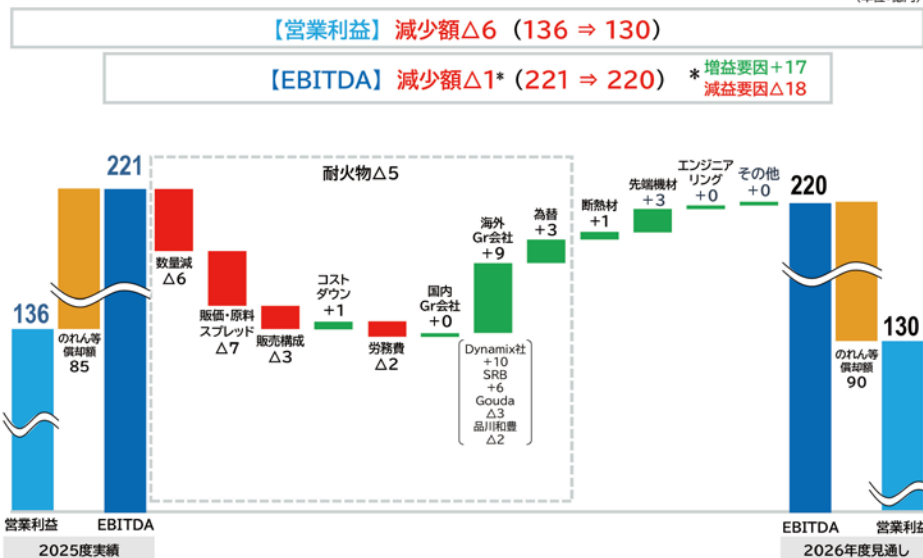 (単位:億円)
【営業利益】減少額△6 (136 ⇒ 130)
【EBITDA】減少額△1* (221 ⇒ 220)
*増益要因+17
減益要因△18
耐火物△5
136
営業利益
のれん等
償却額
85
221
EBITDA
2025度実績
数量減
△6
販価・原料
スプレッド
△7
販売構成
△3
コスト
ダウン
+1
労務費
△2
国内
Gr会社
+0
海外
Gr会社
+9
Dynamix社
+10
SRB
+6
Gouda
△3
品川和豊
△2
為替
+3
断熱材
+1
先端機材
+3
エンジニア
リング
+0
その他
+0
220
EBITDA
のれん等
償却額
90
130
営業利益
2026年度見通し